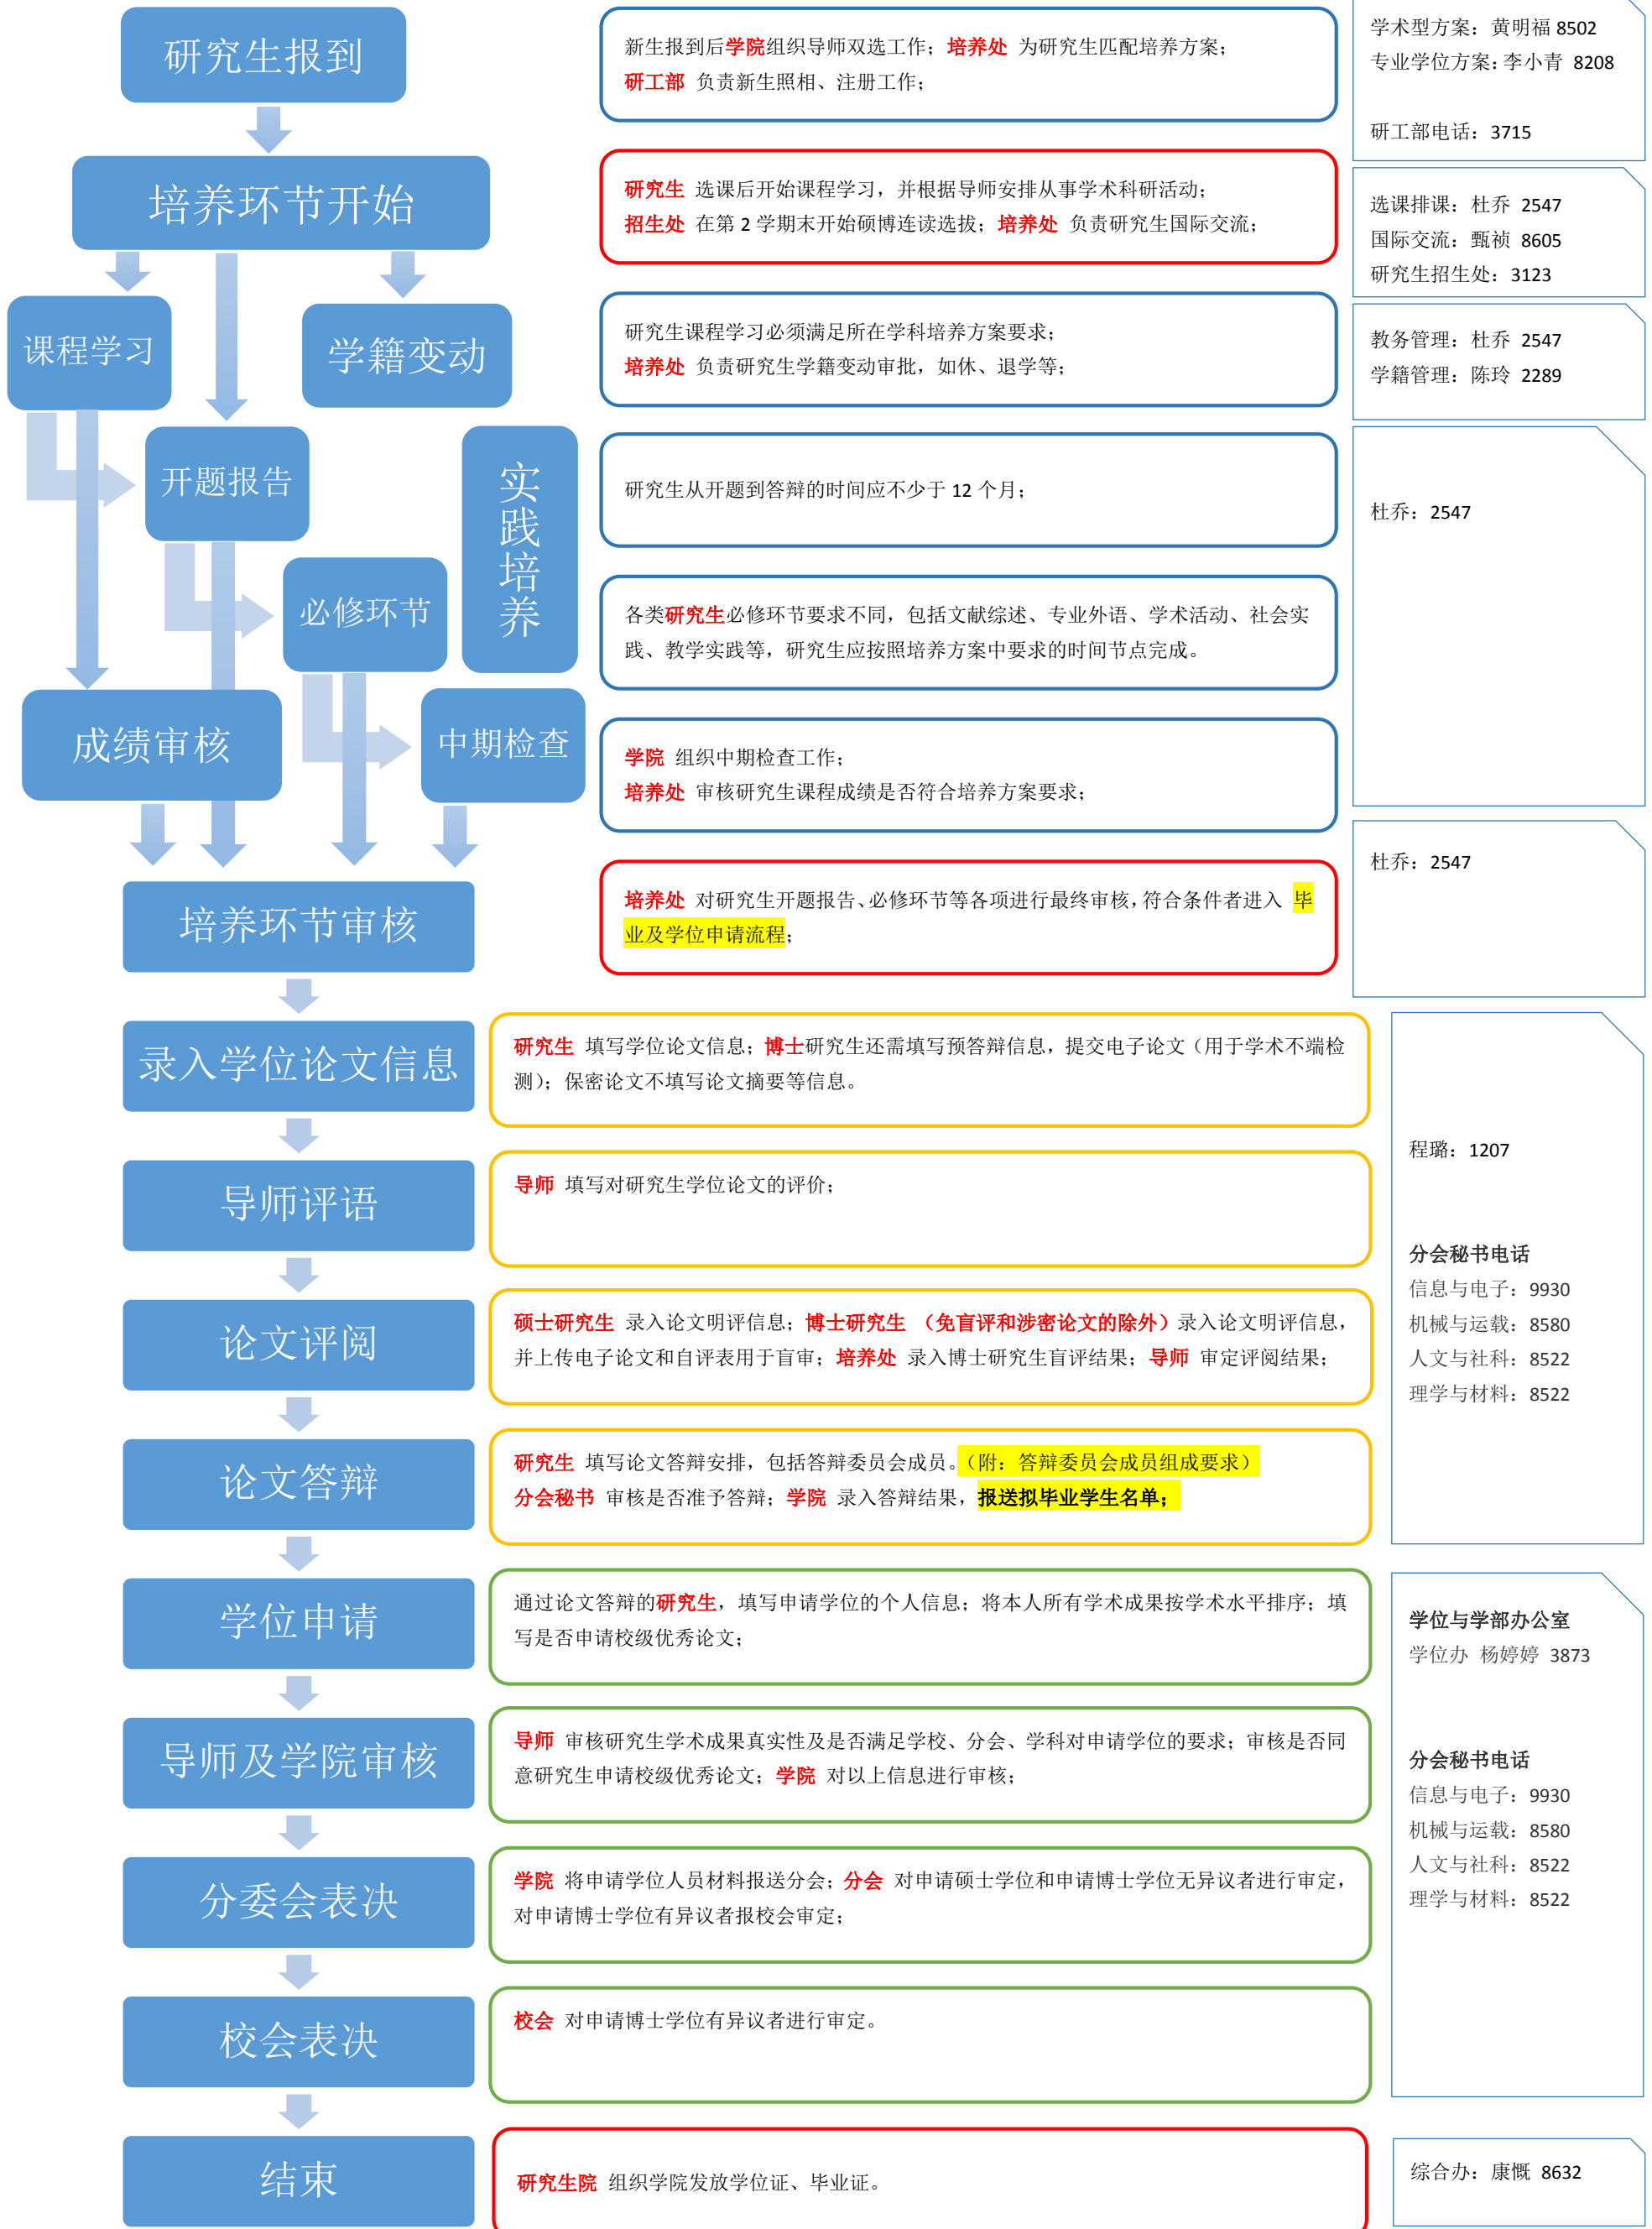 研究生报到
新生报到后学院组织导师双选工作；培养处 为研究生匹配培养方案；
研工部 负责新生照相、注册工作；
学术型方案：黄明福 8502
专业学位方案：李小青 8208
研工部电话：3715
培养环节开始
研究生 选课后开始课程学习，并根据导师安排从事学术科研活动；
招生处 在第 2 学期末开始硕博连读选拔；培养处 负责研究生国际交流；
选课排课：杜乔 2547
国际交流：甄祯 8605
研究生招生处：3123
课程学习
学籍变动
研究生课程学习必须满足所在学科培养方案要求；
培养处 负责研究生学籍变动审批，如休、退学等；
教务管理：杜乔 2547
学籍管理：陈玲 2289
开题报告
实践培养
研究生从开题到答辩的时间应不少于 12 个月；
杜乔：2547
必修环节
各类研究生必修环节要求不同，包括文献综述、专业外语、学术活动、社会实
践、教学实践等，研究生应按照培养方案中要求的时间节点完成。
成绩审核
中期检查
学院 组织中期检查工作；
培养处 审核研究生课程成绩是否符合培养方案要求；
培养环节审核
培养处 对研究生开题报告、必修环节等各项进行最终审核，符合条件者进入 毕
业及学位申请流程；
杜乔：2547
录入学位论文信息
研究生 填写学位论文信息；博士研究生还需填写预答辩信息，提交电子论文（用于学术不端检
测）；保密论文不填写论文摘要等信息。
导师评语
导师 填写对研究生学位论文的评价；
程璐：1207
分会秘书电话
信息与电子：9930
机械与运载：8580
人文与社科：8522
理学与材料：8522
论文评阅
硕士研究生 录入论文明评信息；博士研究生 （免盲评和涉密论文的除外）录入论文明评信息，
并上传电子论文和自评表用于盲审；培养处 录入博士研究生盲评结果；导师 审定评阅结果；
论文答辩
研究生 填写论文答辩安排，包括答辩委员会成员。（附：答辩委员会成员组成要求）
分会秘书 审核是否准予答辩；学院 录入答辩结果，报送拟毕业学生名单；
学位申请
通过论文答辩的研究生，填写申请学位的个人信息；将本人所有学术成果按学术水平排序；填
写是否申请校级优秀论文；
学位与学部办公室
学位办 杨婷婷 3873
导师及学院审核
导师 审核研究生学术成果真实性及是否满足学校、分会、学科对申请学位的要求；审核是否同
意研究生申请校级优秀论文；学院 对以上信息进行审核；
分会秘书电话
信息与电子：9930
机械与运载：8580
人文与社科：8522
理学与材料：8522
分委会表决
学院 将申请学位人员材料报送分会；分会 对申请硕士学位和申请博士学位无异议者进行审定，
对申请博士学位有异议者报校会审定；
校会表决
校会 对申请博士学位有异议者进行审定。
结束
研究生院 组织学院发放学位证、毕业证。
综合办：康慨 8632